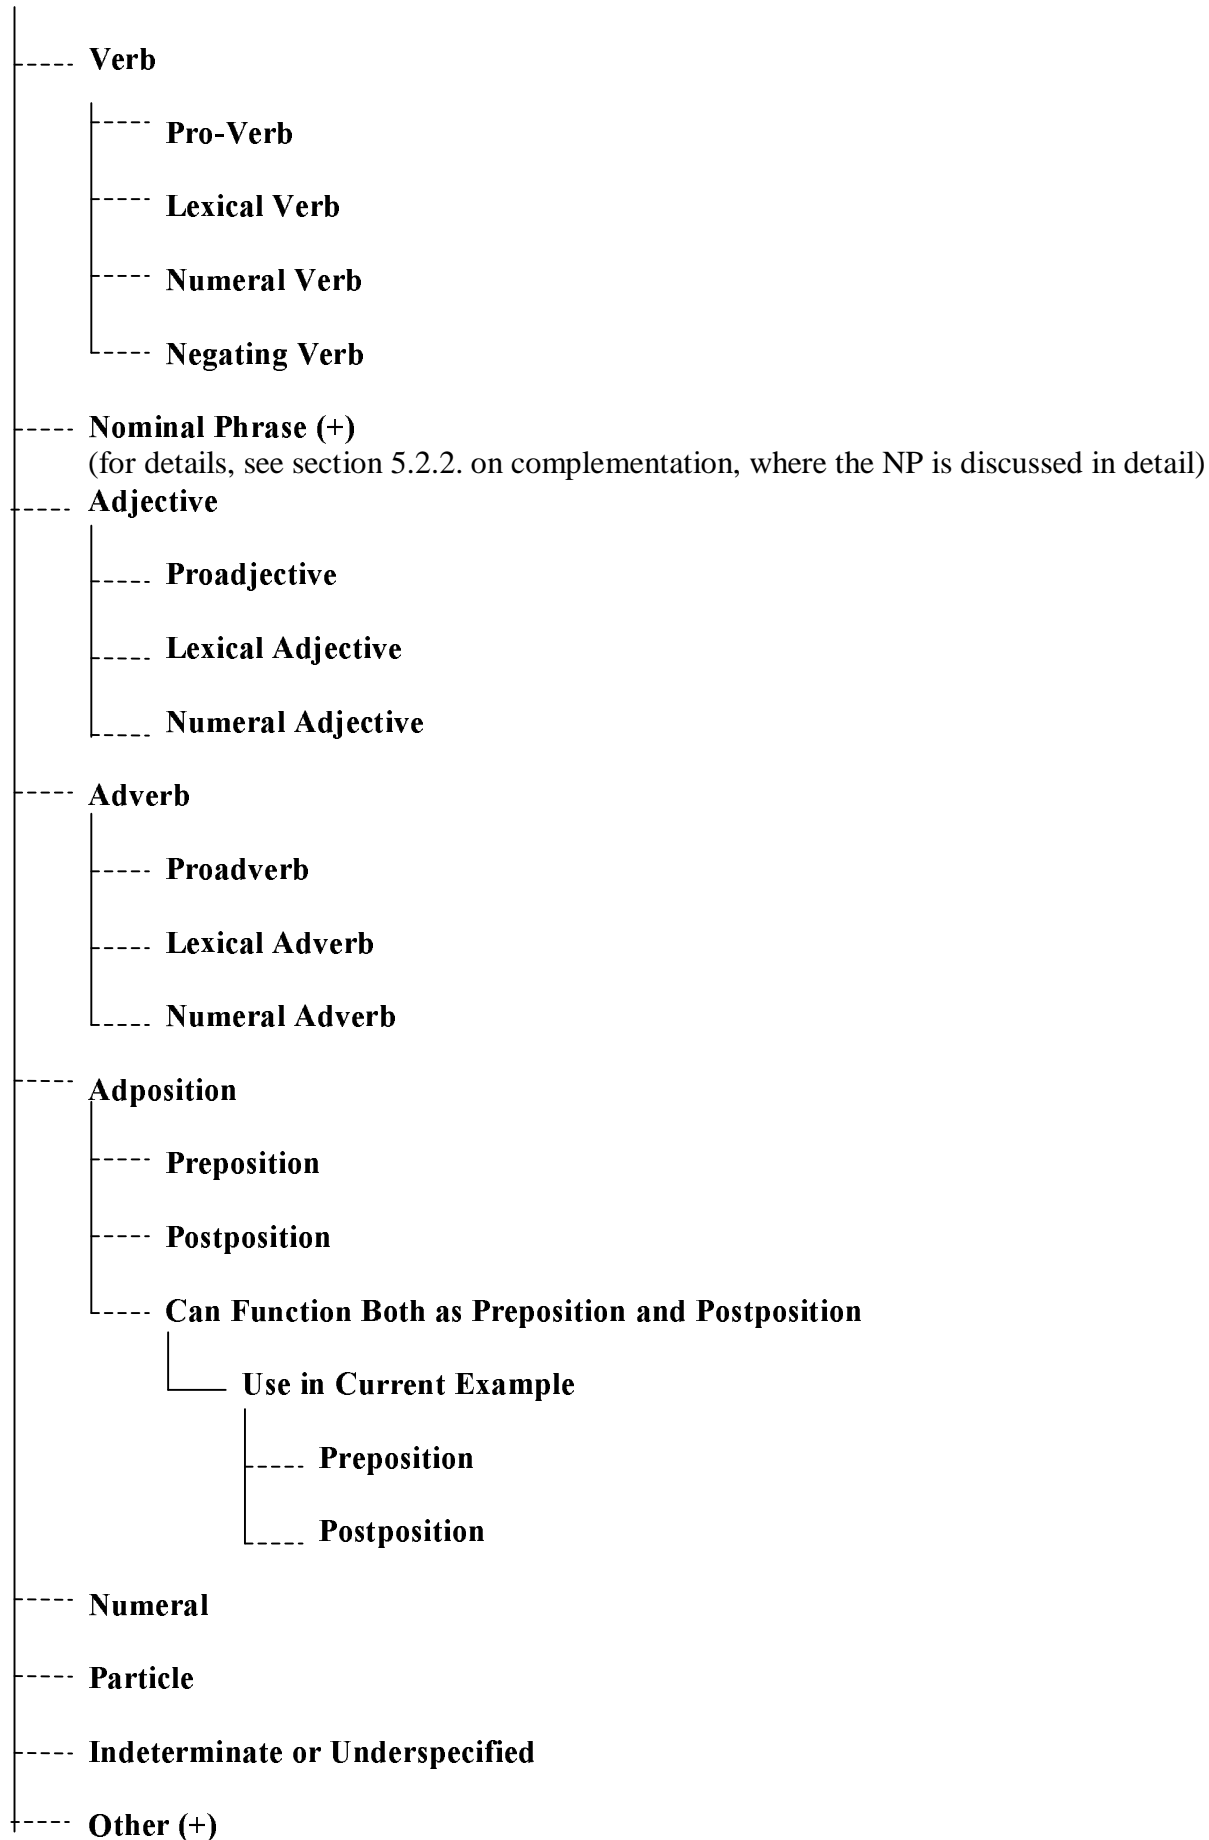 Verb
Pro-Verb
Lexical Verb
Numeral Verb
Negating Verb
Nominal Phrase (+)
(for details, see section 5.2.2. on complementation, where the NP is discussed in detail)
Adjective
Proadjective
Lexical Adjective
Numeral Adjective
Adverb
Proadverb
Lexical Adverb
Numeral Adverb
Adposition
Preposition
Postposition
Can Function Both as Preposition and Postposition
Use in Current Example
Preposition
Postposition
Numeral
Particle
Indeterminate or Underspecified
Other (+)